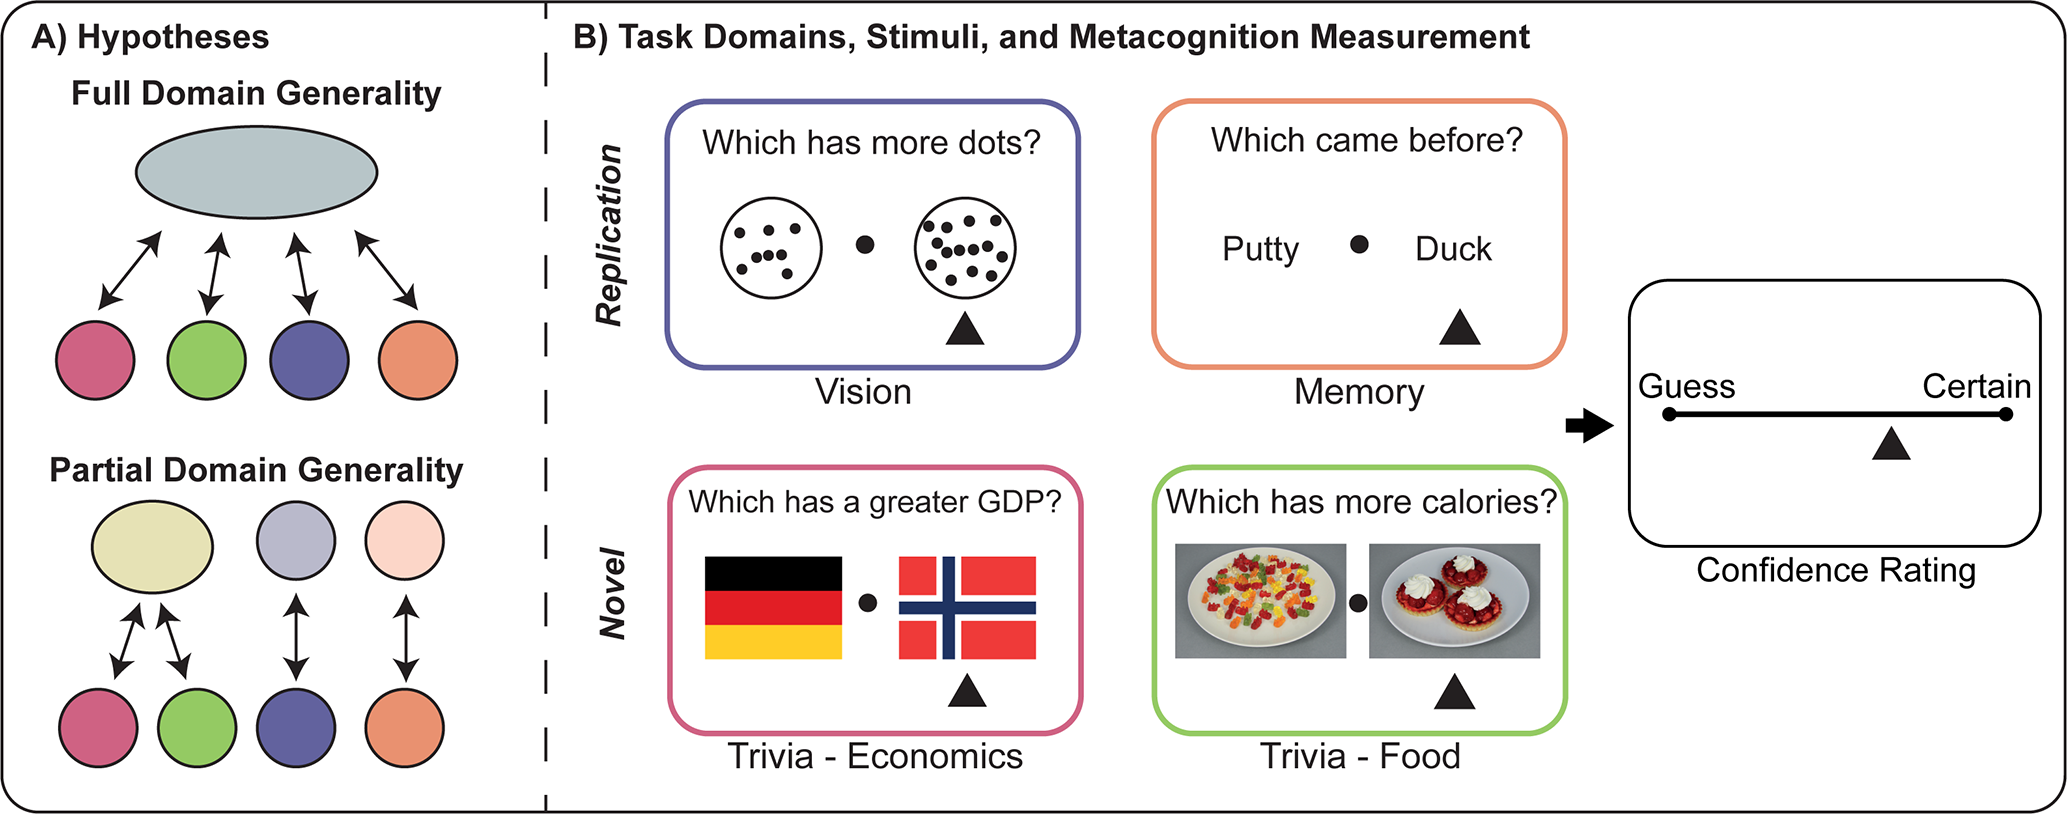 A) Hypotheses
Full Domain Generality
Partial Domain Generality
B) Task Domains, Stimuli, and Metacognition Measurement
Replication
Which has more dots?
Vision
Which came before?
Putty
Duck
Memory
Novel
Which has a greater GDP?
Trivia - Economics
Which has more calories?
Trivia - Food
Guess
Certain
Confidence Rating